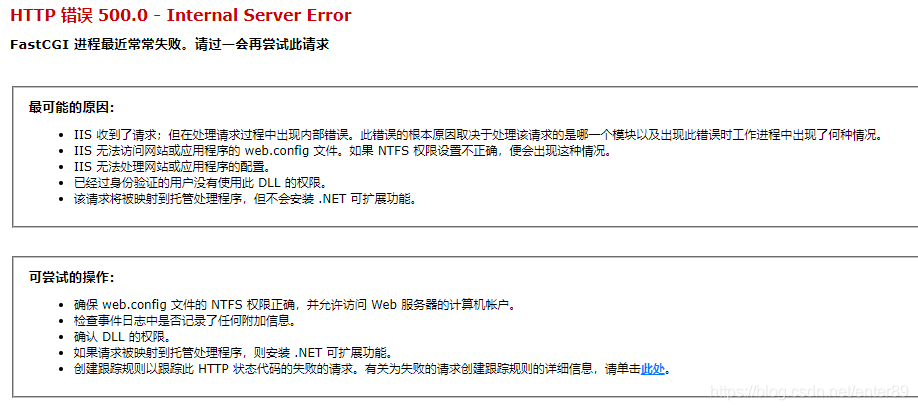 HTTP 错误 500.0 - Internal Server Error
FastCGI 进程最近常常失败。请过一会再尝试此请求
最可能的原因:
IIS 收到了请求；但在处理请求过程中出现内部错误。此错误的根本原因取决于处理该请求的是哪一个模块以及出现此错误时工作进程中出现了何种情况。
IIS 无法访问网站或应用程序的 web.config 文件。如果 NTFS 权限设置不正确，便会出现这种情况。
IIS 无法处理网站或应用程序的配置。
已经过身份验证的用户没有使用此 DLL 的权限。
该请求将被映射到托管处理程序，但不会安装 .NET 可扩展功能。
可尝试的操作:
确保 web.config 文件的 NTFS 权限正确，并允许访问 Web 服务器的计算机帐户。
检查事件日志中是否记录了任何附加信息。
确认 DLL 的权限。
如果请求被映射到托管处理程序，则安装 .NET 可扩展功能。
创建跟踪规则以跟踪此 HTTP 状态代码的失败的请求。有关为失败的请求创建跟踪规则的详细信息，请单击此处。
https://blog.csdn.net/enter89